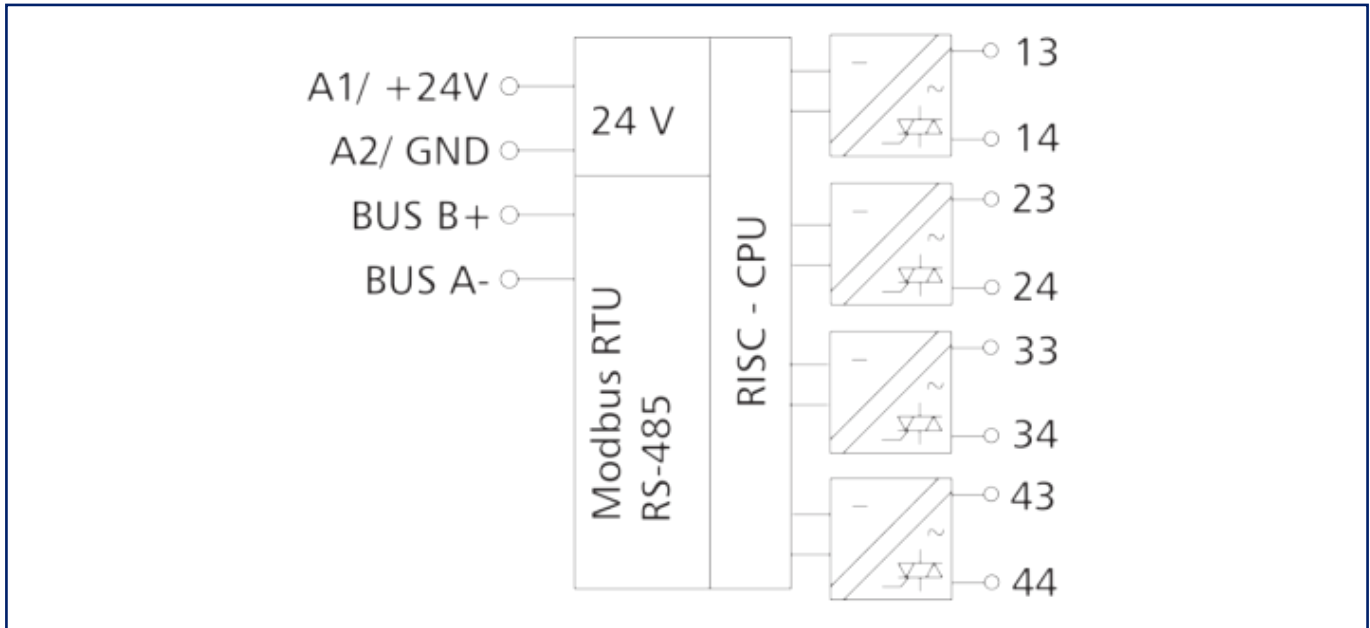 A1/ +24V
A2/ GND
BUS B+
BUS A-
24 V
Modbus RTU
RS-485
RISC - CPU
13
14
23
24
33
34
43
44